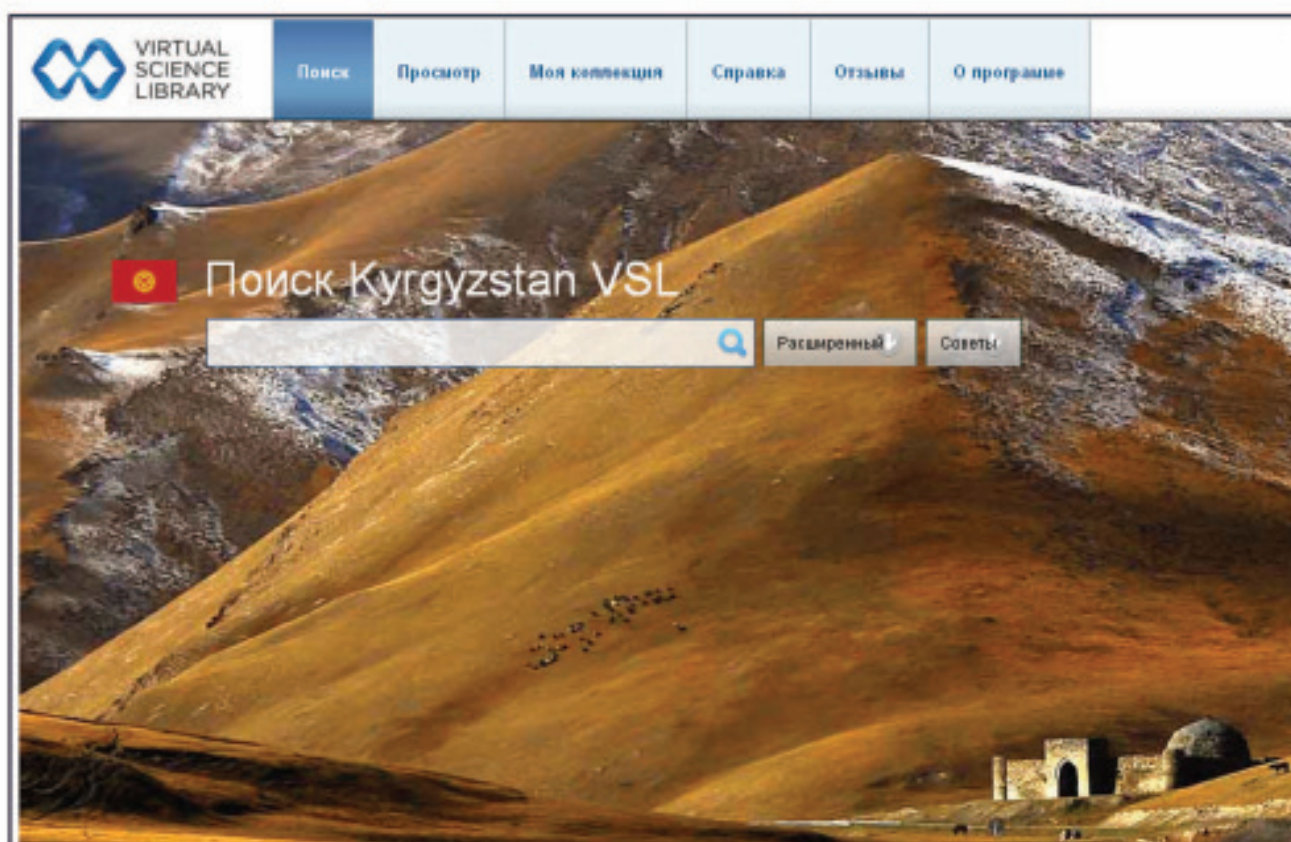 VIRTUAL
SCIENCE
LIBRARY
Поиск
Просмотр
Моя коллекция
Справка
Отзывы
О программе
Поиск Kyrgyzstan VSL
Расширенный
Советы